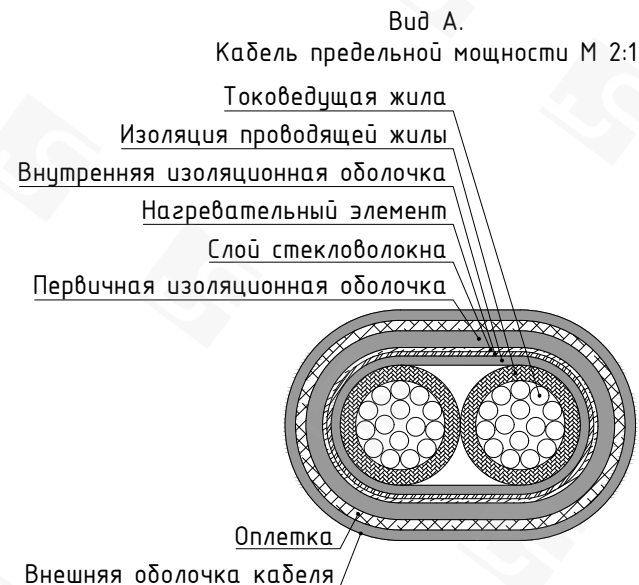 Вид А.
Кабель предельной мощности М 2:1
Токоведущая жила
Изоляция проводящей жилы
Внутренняя изоляционная оболочка
Нагревательный элемент
Слой стекловолокна
Первичная изоляционная оболочка
Оплетка
Внешняя оболочка кабеля